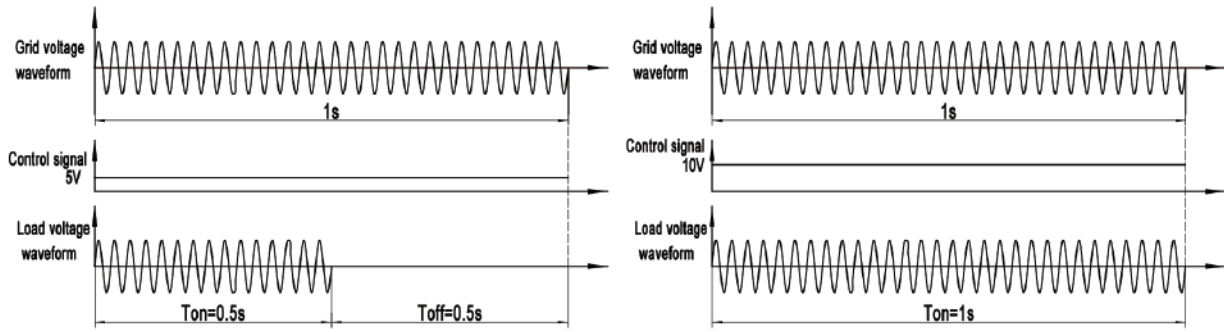 Grid voltage
waveform
1s
Control signal
5V
Load voltage
waveform
Ton=0.5s
Toff=0.5s
Grid voltage
waveform
1s
Control signal
10V
Load voltage
waveform
Ton=1s